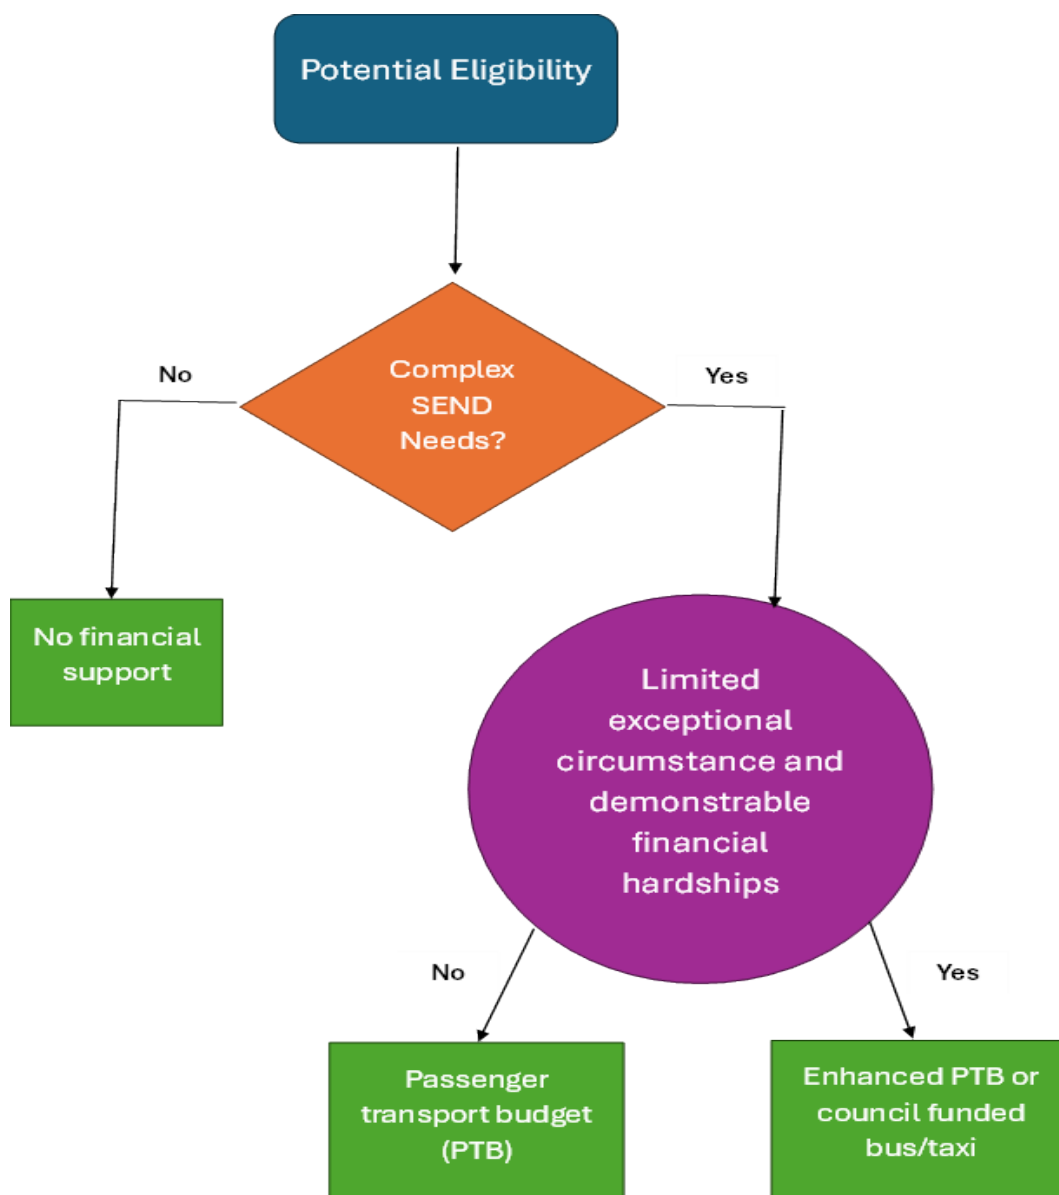 Potential Eligibility
No
Complex
SEND
Needs?
Yes
No financial
support
Limited
exceptional
circumstance and
demonstrable
financial
hardships
No
Yes
Passenger
transport budget
(PTB)
Enhanced PTB or
council funded
bus/taxi